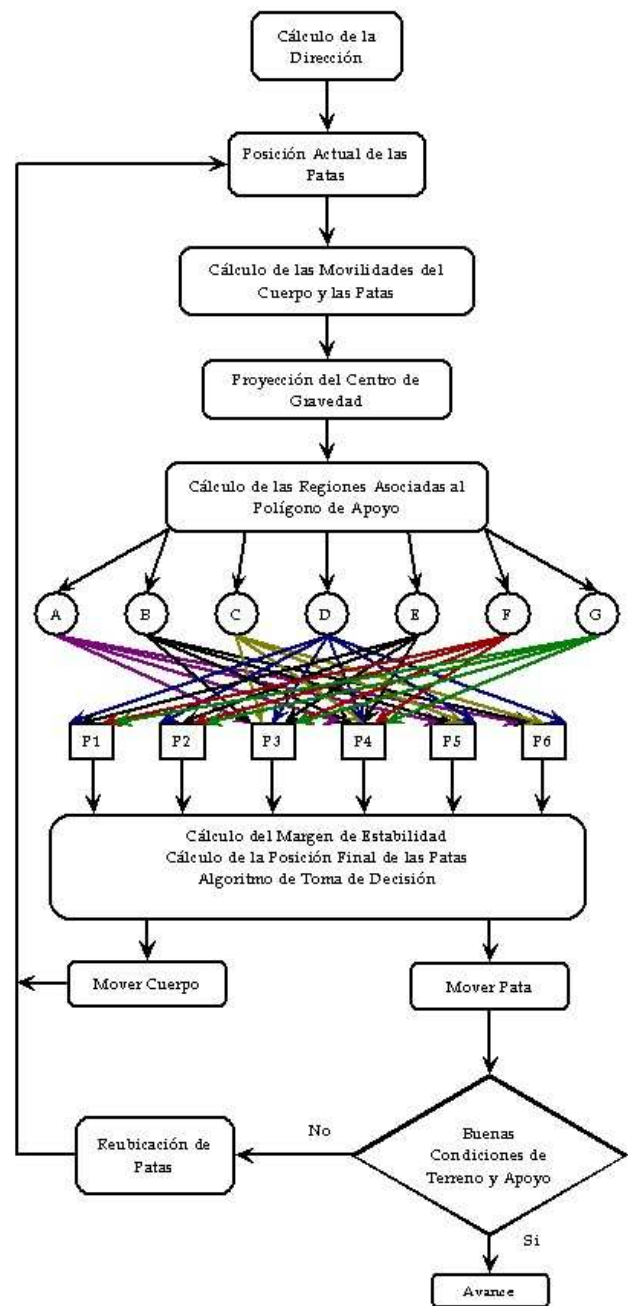 Cálculo de la
Dirección
Posición Actual de las
Patas
Cálculo de las Movilidades del
Cuerpo y las Patas
Proyección del Centro de
Gravedad
Cálculo de las Regiones Asociadas al
Polígono de Apoyo
A B C D E F G
P1 P2 P3 P4 P5 P6
Cálculo del Margen de Estabilidad
Cálculo de la Posición Final de las Patas
Algoritmo de Toma de Decisión
Mover Cuerpo
Mover Pata
No
Reubicación de
Patas
Buenas
Condiciones de
Terreno y Apoyo
Si
Avance